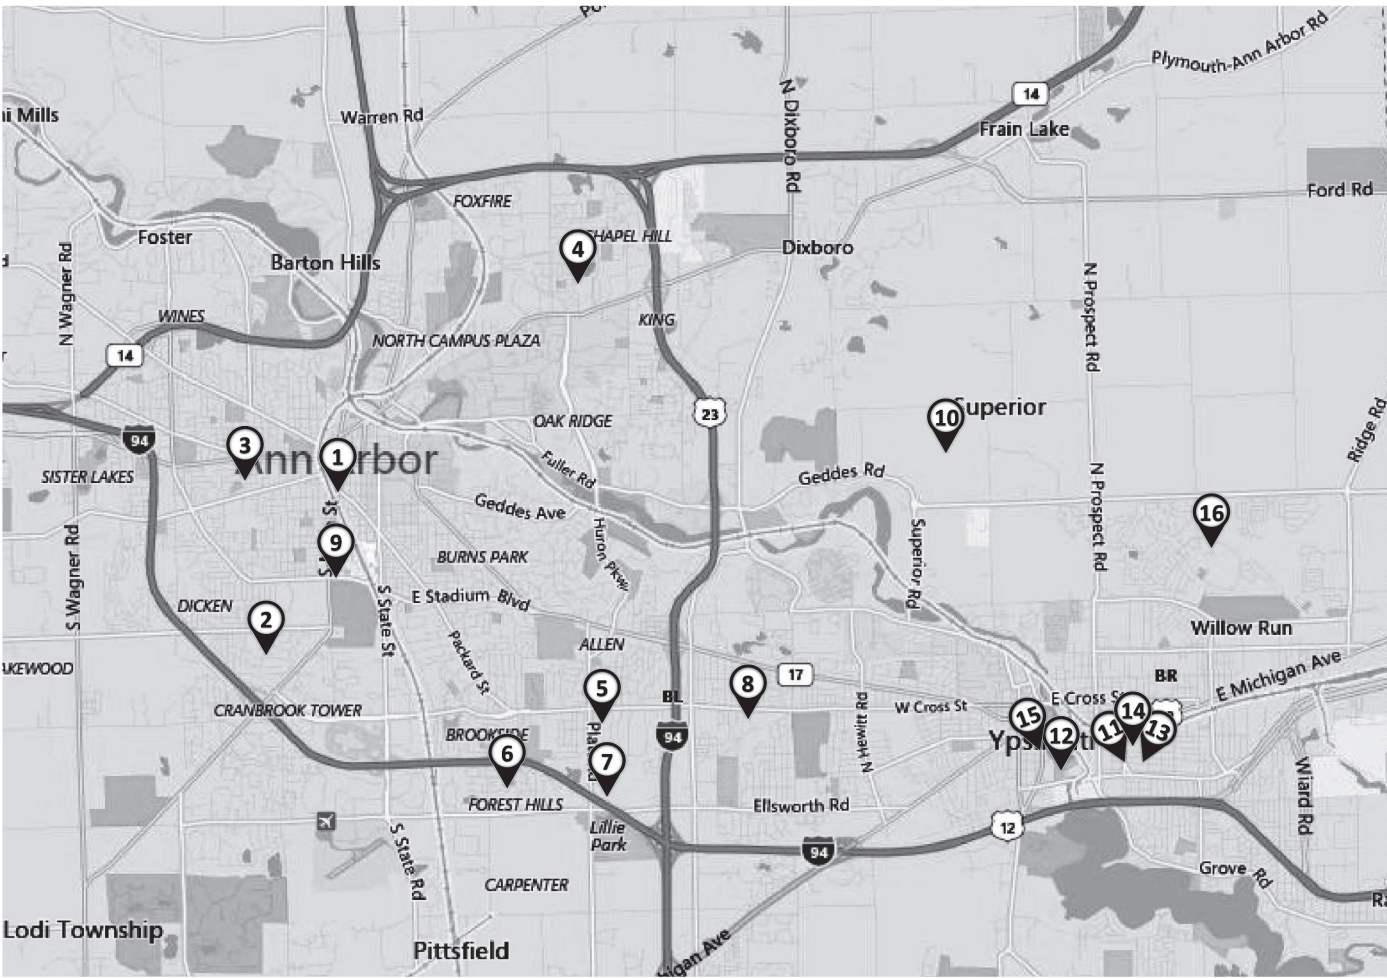 Plymouth-Ann Arbor Rd
14
N Dixboro Rd
Warren Rd
Frain Lake
Ford Rd
FOXFIRE
Foster
4
CHAPEL HILL
Dixboro
Barton Hills
N Wagner Rd
N Prospect Rd
WINES
KING
NORTH CAMPUS PLAZA
14
Superior
Ridge Rd
23
10
OAK RIDGE
94
3
1
Ann Arbor
SISTER LAKES
Fuller Rd
Geddes Rd
N Prospect Rd
Geddes Ave
16
Huron Pkwy
Superior Rd
9
BURNS PARK
S Wagner Rd
E Stadium Blvd
DICKEN
2
S State St
Willow Run
ALLEN
Packard St
17
BR
E Michigan Ave
5
BL
8
E Cross St
W Cross St
CRANBROOK TOWER
N Hewitt Rd
15
12
11
14
13
BROOKSIDE
94
6
7
FOREST HILLS
Ellsworth Rd
Wiard Rd
12
Lillie
Park
94
S State Rd
Grove Rd
CARPENTER
Lodi Township
Pittsfield